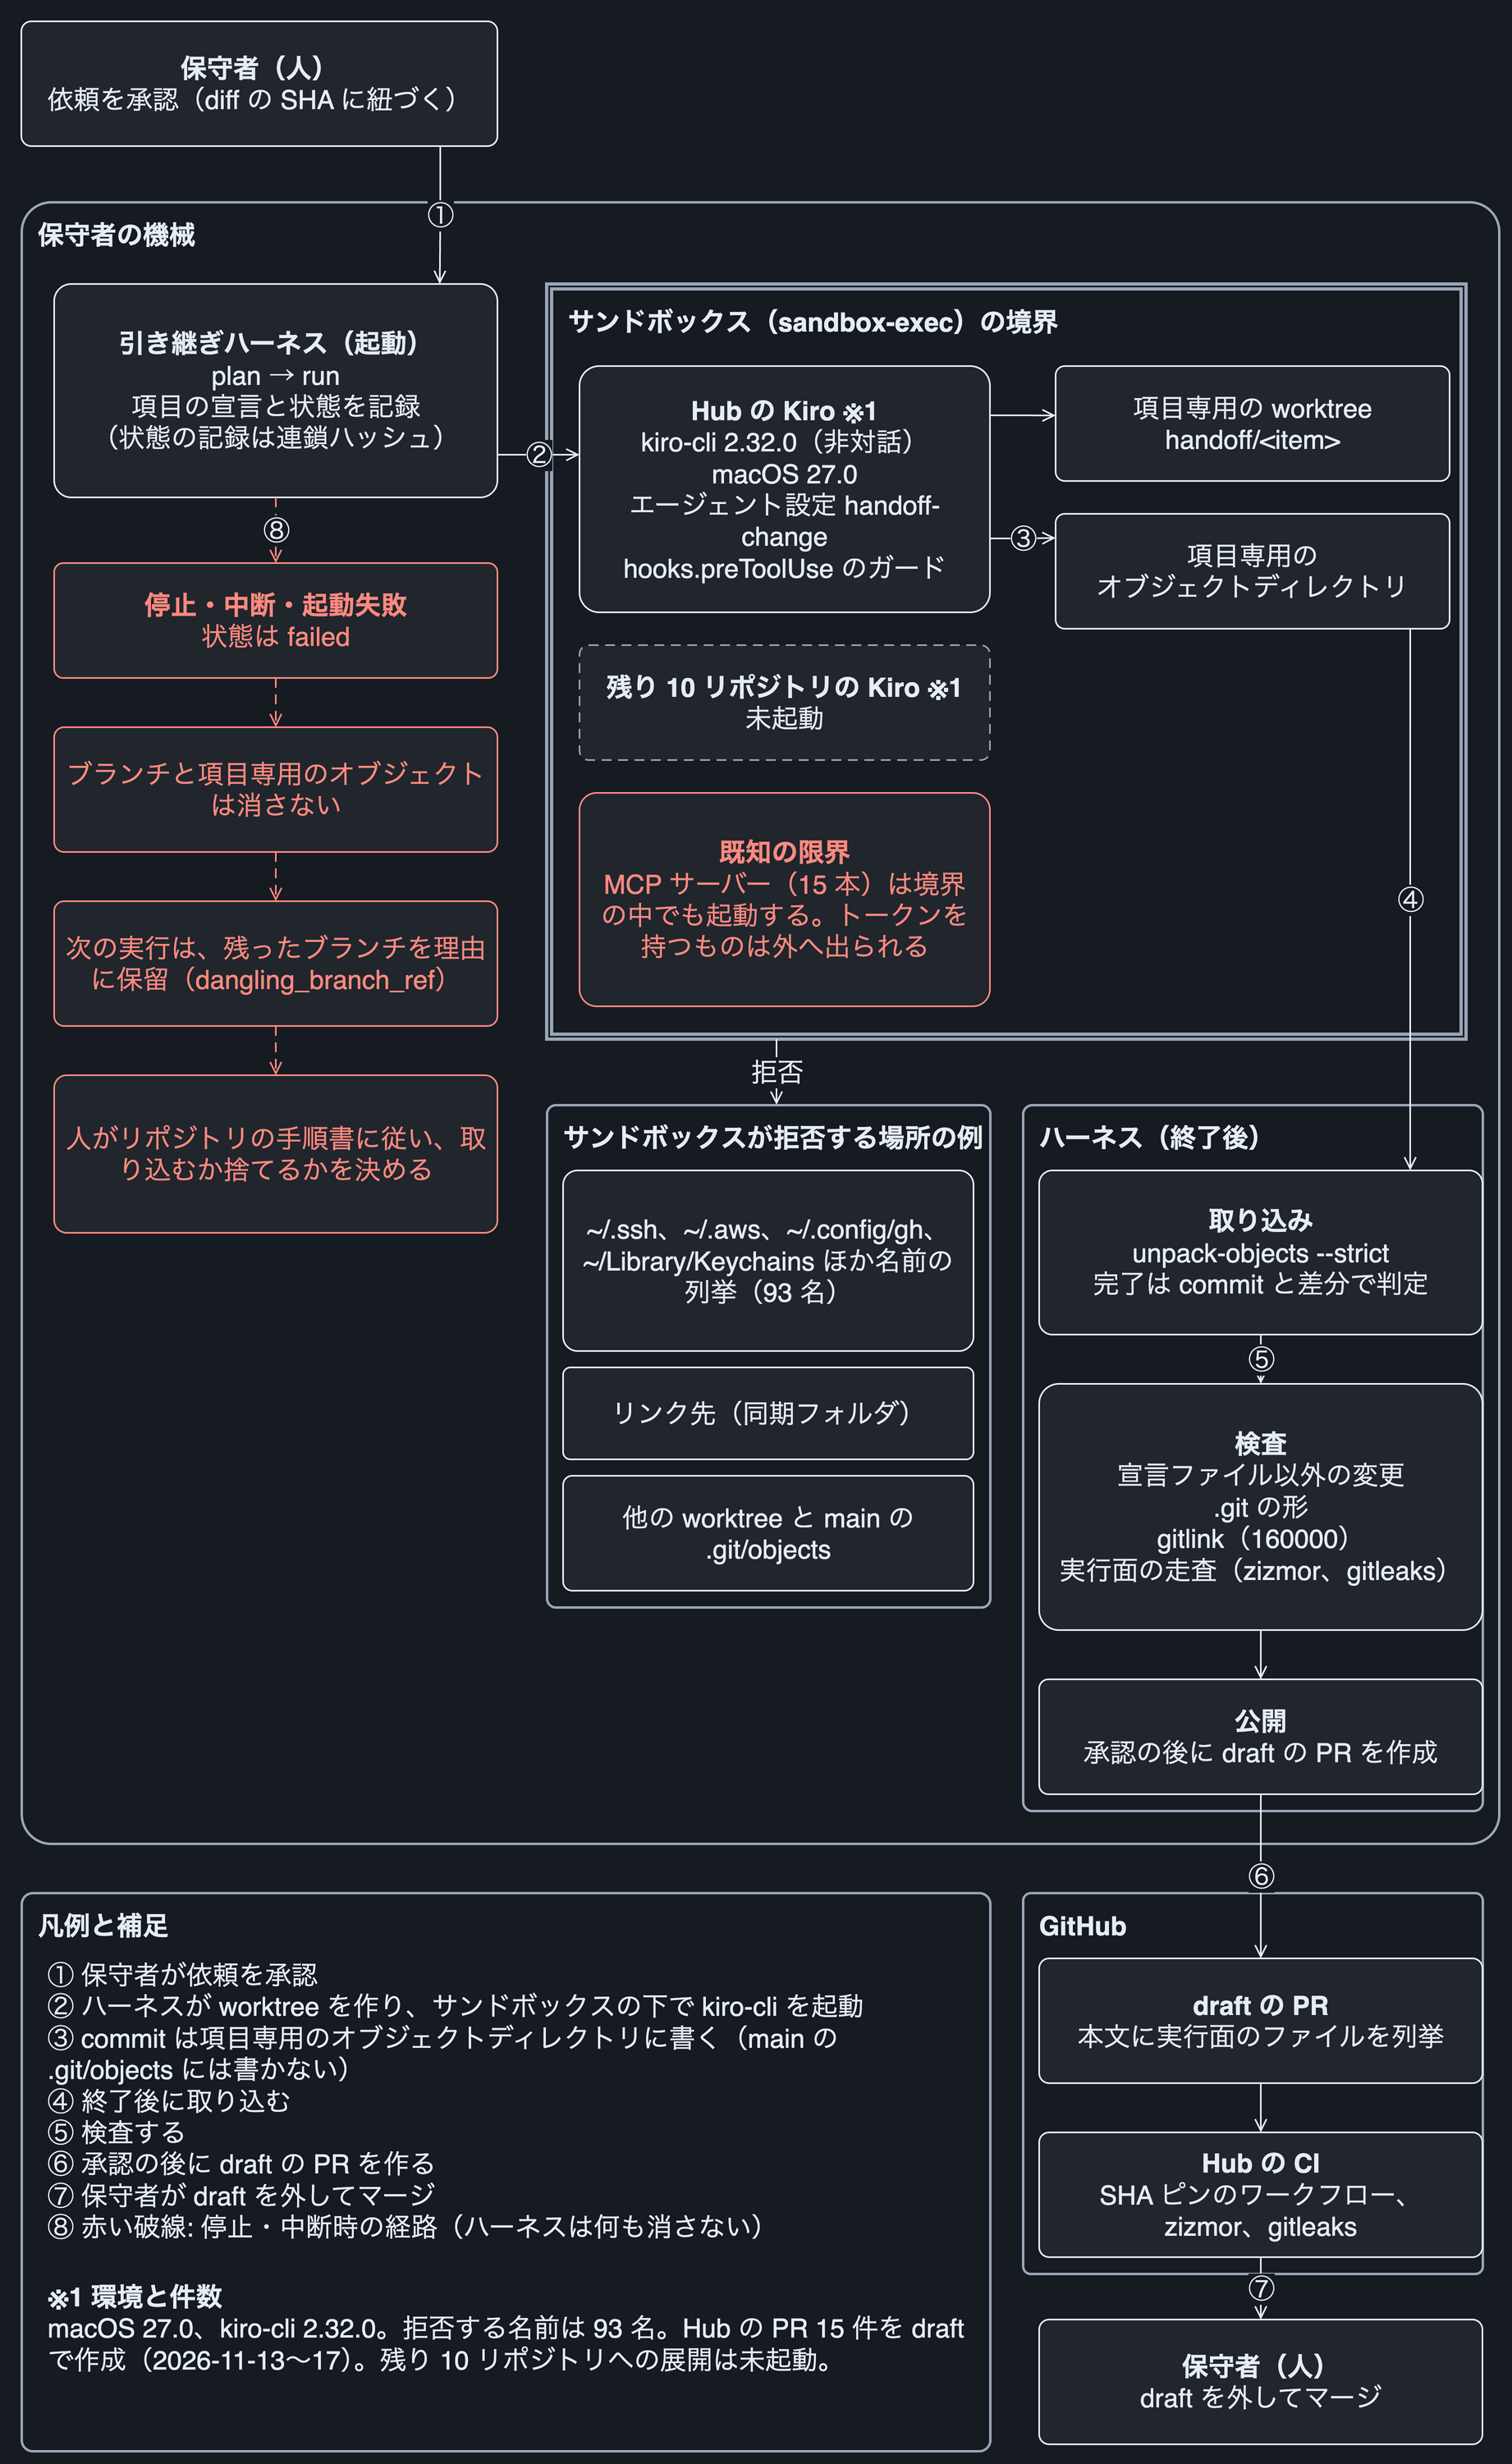 保守者（人）
依頼を承認（diff の SHA に紐づく）
①
保守者の機械
引き継ぎハーネス（起動）
plan → run
項目の宣言と状態を記録
（状態の記録は連鎖ハッシュ）
②
サンドボックス（sandbox-exec）の境界
Hub の Kiro ※1
kiro-cli 2.32.0（非対話）
macOS 27.0
エージェント設定 handoff-
change
hooks.preToolUse のガード
項目専用の worktree
handoff/<item>
③
項目専用の
オブジェクトディレクトリ
残り 10 リポジトリの Kiro ※1
未起動
既知の限界
MCP サーバー（15 本）は境界
の中でも起動する。トークンを
持つものは外へ出られる
④
⑧
停止・中断・起動失敗
状態は failed
ブランチと項目専用のオブジェクト
は消さない
次の実行は、残ったブランチを理由
に保留（dangling_branch_ref）
人がリポジトリの手順書に従い、取
り込むか捨てるかを決める
拒否
サンドボックスが拒否する場所の例
~/.ssh、~/.aws、~/.config/gh、
~/Library/Keychains ほか名前の
列挙（93 名）
リンク先（同期フォルダ）
他の worktree と main の
.git/objects
ハーネス（終了後）
取り込み
unpack-objects --strict
完了は commit と差分で判定
⑤
検査
宣言ファイル以外の変更
.git の形
gitlink（160000）
実行面の走査（zizmor、gitleaks）
公開
承認の後に draft の PR を作成
⑥
GitHub
draft の PR
本文に実行面のファイルを列挙
Hub の CI
SHA ピンのワークフロー、
zizmor、gitleaks
⑦
保守者（人）
draft を外してマージ
凡例と補足
① 保守者が依頼を承認
② ハーネスが worktree を作り、サンドボックスの下で kiro-cli を起動
③ commit は項目専用のオブジェクトディレクトリに書く（main の
.git/objects には書かない）
④ 終了後に取り込む
⑤ 検査する
⑥ 承認の後に draft の PR を作る
⑦ 保守者が draft を外してマージ
⑧ 赤い破線: 停止・中断時の経路（ハーネスは何も消さない）
※1 環境と件数
macOS 27.0、kiro-cli 2.32.0。拒否する名前は 93 名。Hub の PR 15 件を draft
で作成（2026-11-13〜17）。残り 10 リポジトリへの展開は未起動。